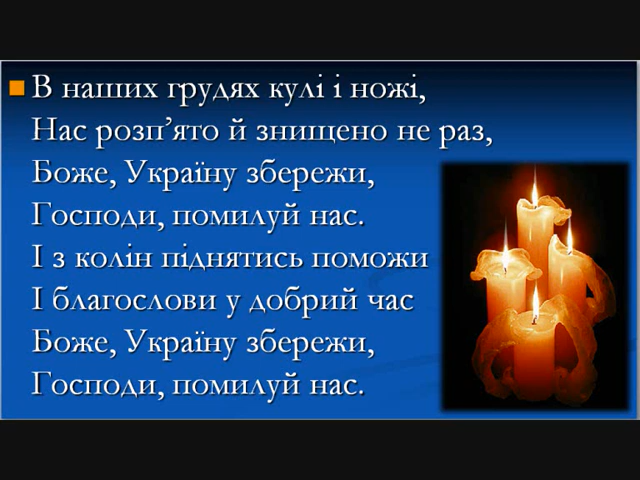 В наших грудях кулі і ножі,
Нас розп’ято й знищено не раз,
Боже, Україну збережи,
Господи, помилуй нас.
І з колін піднятись поможи
І благослови у добрий час
Боже, Україну збережи,
Господи, помилуй нас.